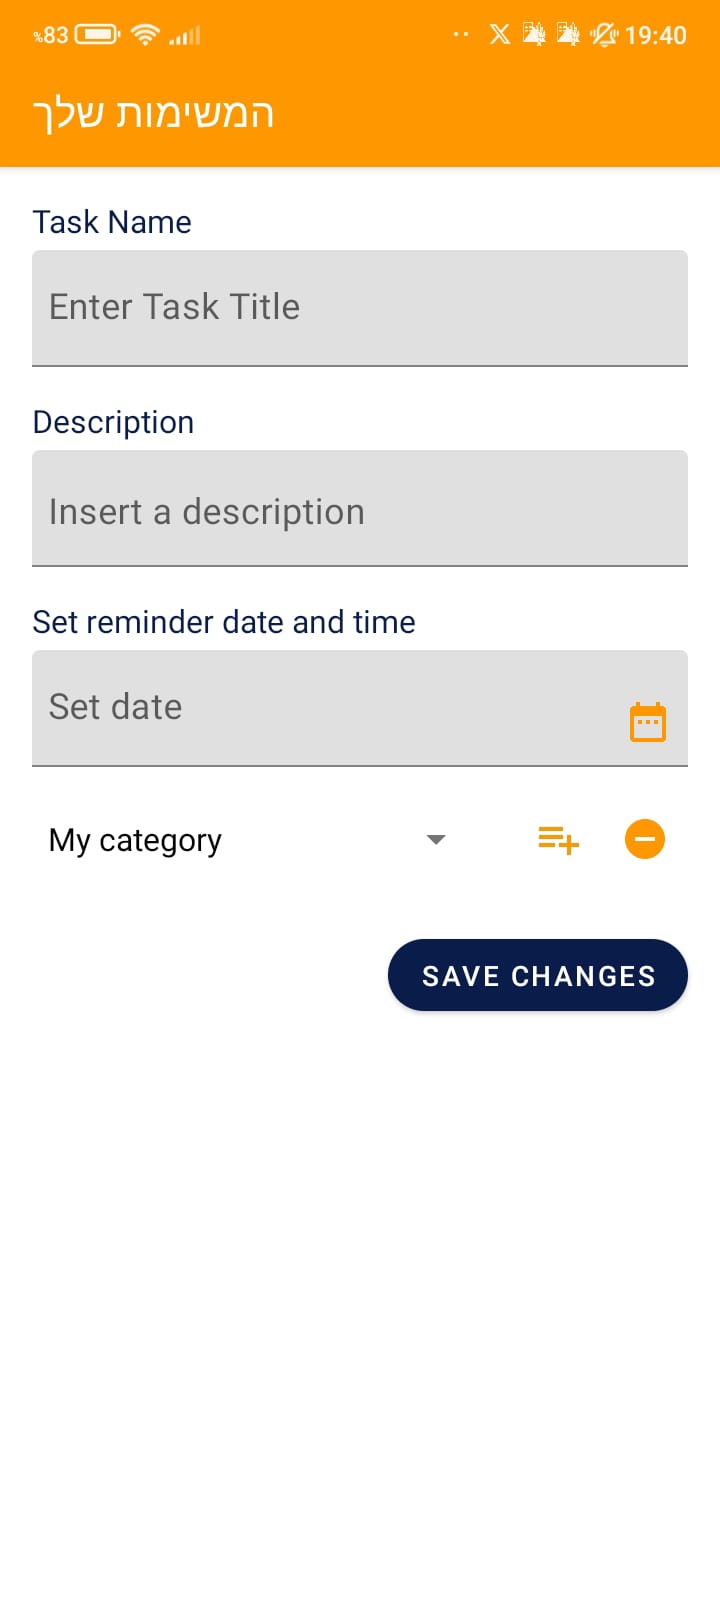 %83 19:40
המשימות שלך
Task Name
Enter Task Title
Description
Insert a description
Set reminder date and time
Set date
My category
SAVE CHANGES